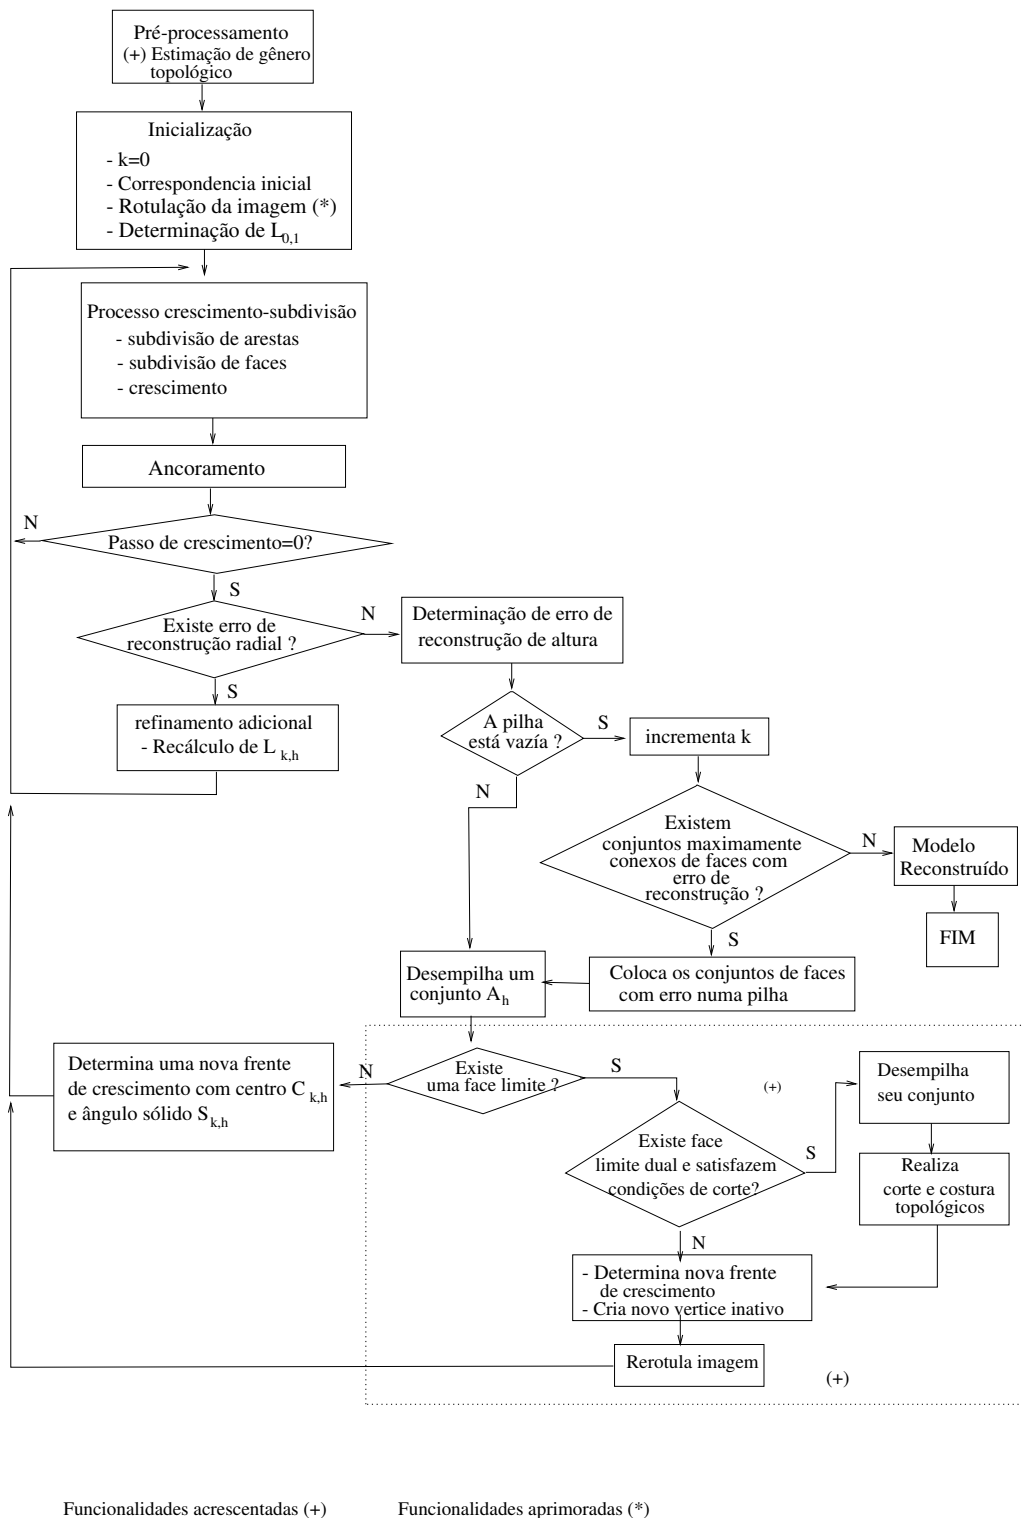 Pré-processamento
(+) Estimação de gênero
topológico
Inicialização
- k=0
- Correspondencia inicial
- Rotulação da imagem (*)
- Determinação de L0,1
Processo crescimento-subdivisão
- subdivisão de arestas
- subdivisão de faces
- crescimento
Ancoramento
N
Passo de crescimento=0?
S
Existe erro de
reconstrução radial ?
N
Determinação de erro de
reconstrução de altura
S
refinamento adicional
- Recálculo de L k,h
A pilha
está vazía ?
S
incrementa k
N
Existem
conjuntos maximamente
conexos de faces com
erro de
reconstrução ?
N
Modelo
Reconstruído
FIM
S
Desempilha um
conjunto Ah
Coloca os conjuntos de faces
com erro numa pilha
Existe
uma face limite ?
N
S
Determina uma nova frente
de crescimento com centro C k,h
e ângulo sólido Sk,h
(+)
Desempilha
seu conjunto
Existe face
limite dual e satisfazem
condições de corte?
S
Realiza
corte e costura
topológicos
N
- Determina nova frente
de crescimento
- Cria novo vertice inativo
Rerotula imagem
(+)
Funcionalidades acrescentadas (+)
Funcionalidades aprimoradas (*)